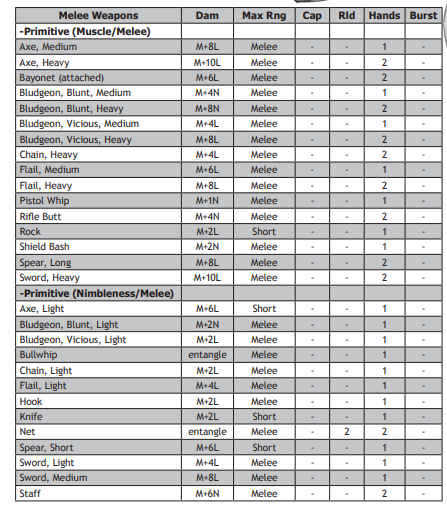 Melee Weapons Dam Max Rng Cap Rld Hands Burst
-Primitive (Muscle/Melee)
Axe, Medium M+8L Melee - - 1 -
Axe, Heavy M+10L Melee - - 2 -
Bayonet (attached) M+6L Melee - - 2 -
Bludgeon, Blunt, Medium M+4N Melee - - 1 -
Bludgeon, Blunt, Heavy M+8N Melee - - 2 -
Bludgeon, Vicious, Medium M+4L Melee - - 1 -
Bludgeon, Vicious, Heavy M+8L Melee - - 2 -
Chain, Heavy M+4L Melee - - 2 -
Flail, Medium M+6L Melee - - 1 -
Flail, Heavy M+8L Melee - - 2 -
Pistol Whip M+1N Melee - - 1 -
Rifle Butt M+4N Melee - - 2 -
Rock M+2L Short - - 1 -
Shield Bash M+2N Melee - - 1 -
Spear, Long M+8L Melee - - 2 -
Sword, Heavy M+10L Melee - - 2 -
-Primitive (Nimbleness/Melee)
Axe, Light M+6L Short - - 1 -
Bludgeon, Blunt, Light M+2N Melee - - 1 -
Bludgeon, Vicious, Light M+2L Melee - - 1 -
Bullwhip entangle Melee - - 1 -
Chain, Light M+2L Melee - - 1 -
Flail, Light M+4L Melee - - 1 -
Hook M+2L Melee - - 1 -
Knife M+2L Short - - 1 -
Net entangle Melee - 2 2 -
Spear, Short M+6L Short - - 1 -
Sword, Light M+4L Melee - - 1 -
Sword, Medium M+8L Melee - - 1 -
Staff M+6N Melee - - 2 -